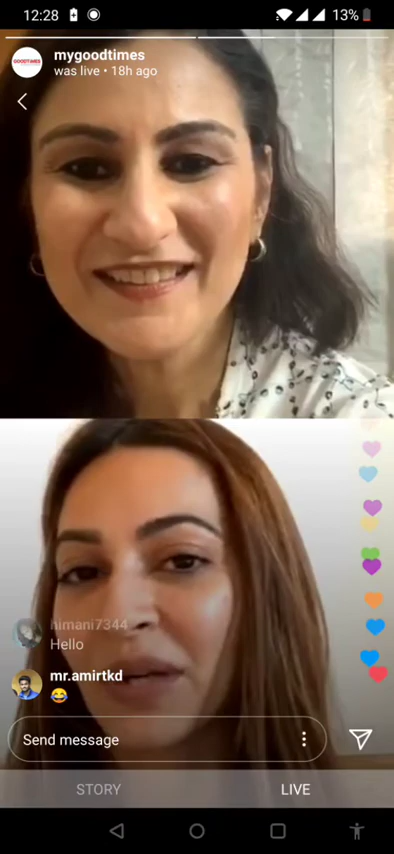 12:28
13%
GOODTIMES
mygoodtimes
was live • 18h ago
himani7344
Hello
mr.amirtkd
😂
Send message
STORY
LIVE